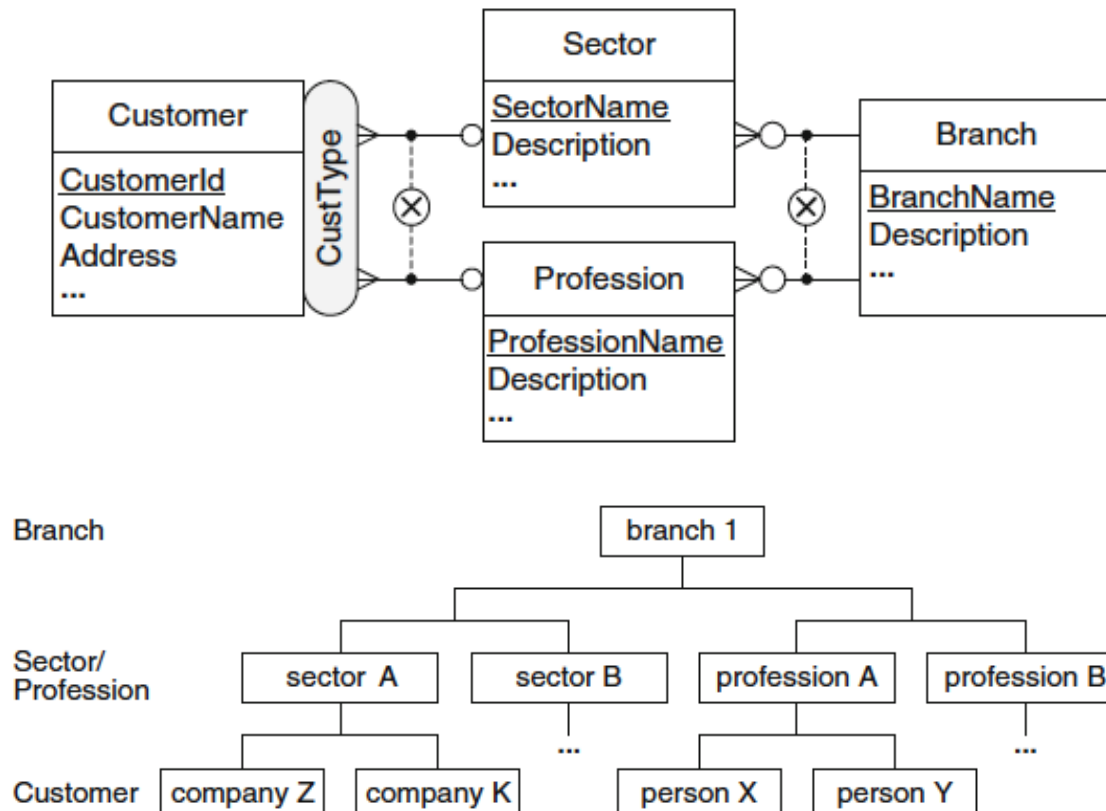 Sector
SectorName
Description
...
Customer
CustomerId
CustomerName
Address
...
CustType
Branch
BranchName
Description
...
Profession
ProfessionName
Description
...
Branch
branch 1
Sector/
Profession
sector A
sector B
profession A
profession B
...
...
Customer
company Z
company K
person X
person Y